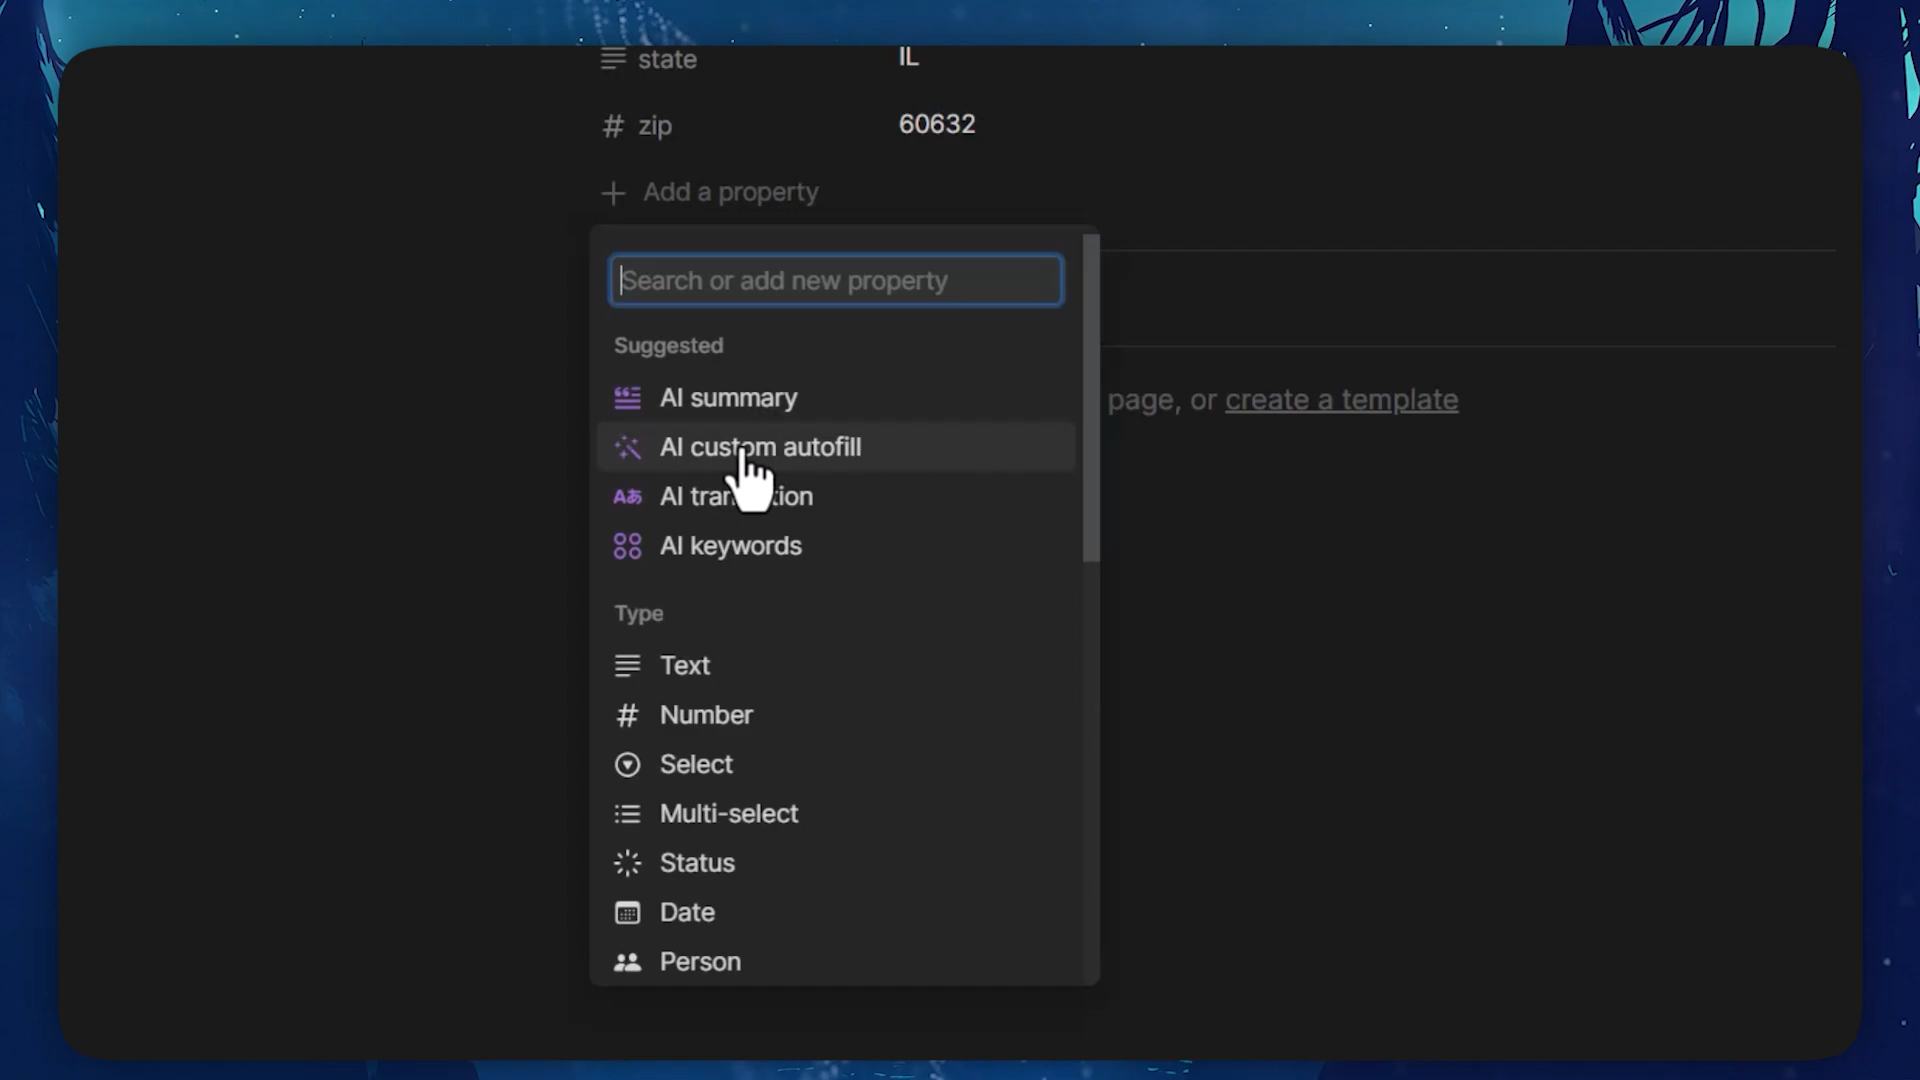 state IL
# zip 60632
+ Add a property
Search or add new property
Suggested
AI summary
AI custom autofill
page, or create a template
AI
AI keywords
Type
Text
# Number
Select
Multi-select
Status
Date
Person